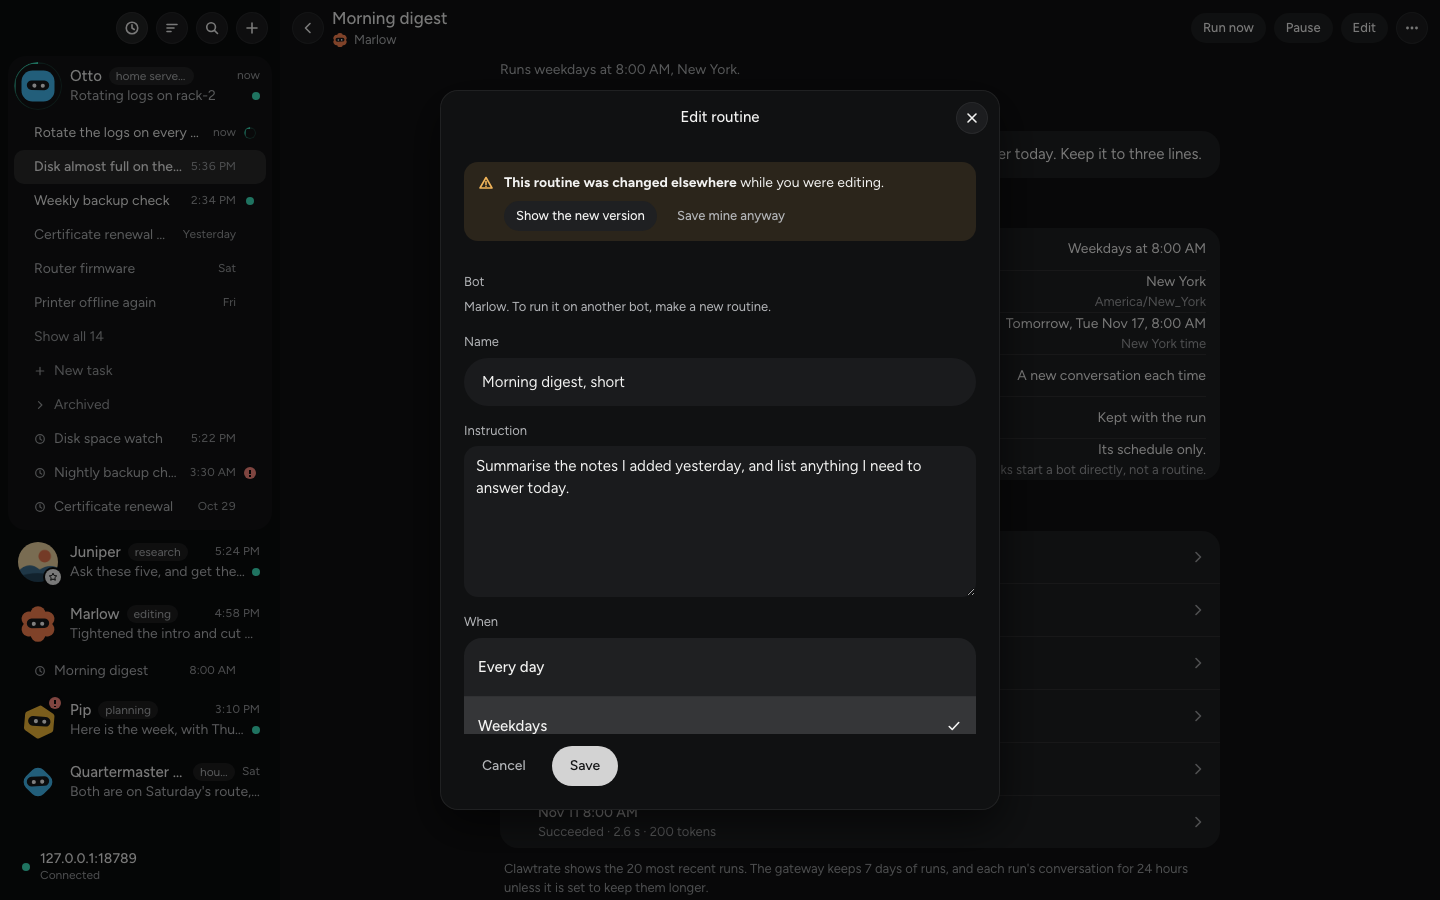 Morning digest
Marlow
Run now
Pause
Edit
Otto
home serve...
now
Rotating logs on rack-2
Rotate the logs on every ...
now
Disk almost full on the...
5:36 PM
Weekly backup check
2:34 PM
Certificate renewal ...
Yesterday
Router firmware
Sat
Printer offline again
Fri
Show all 14
New task
Archived
Disk space watch
5:22 PM
Nightly backup ch...
3:30 AM
Certificate renewal
Oct 29
Juniper
research
5:24 PM
Ask these five, and get the...
Marlow
editing
4:58 PM
Tightened the intro and cut ...
Morning digest
8:00 AM
Pip
planning
3:10 PM
Here is the week, with Thu...
Quartermaster ...
hou...
Sat
Both are on Saturday's route,...
127.0.0.1:18789
Connected
Runs weekdays at 8:00 AM, New York.
er today. Keep it to three lines.
Weekdays at 8:00 AM
New York
America/New_York
Tomorrow, Tue Nov 17, 8:00 AM
New York time
A new conversation each time
Kept with the run
Its schedule only.
ks start a bot directly, not a routine.
Edit routine
This routine was changed elsewhere while you were editing.
Show the new version
Save mine anyway
Bot
Marlow. To run it on another bot, make a new routine.
Name
Morning digest, short
Instruction
Summarise the notes I added yesterday, and list anything I need to
answer today.
When
Every day
Weekdays
Cancel
Save
Nov 11 8:00 AM
Succeeded · 2.6 s · 200 tokens
Clawtrate shows the 20 most recent runs. The gateway keeps 7 days of runs, and each run's conversation for 24 hours
unless it is set to keep them longer.